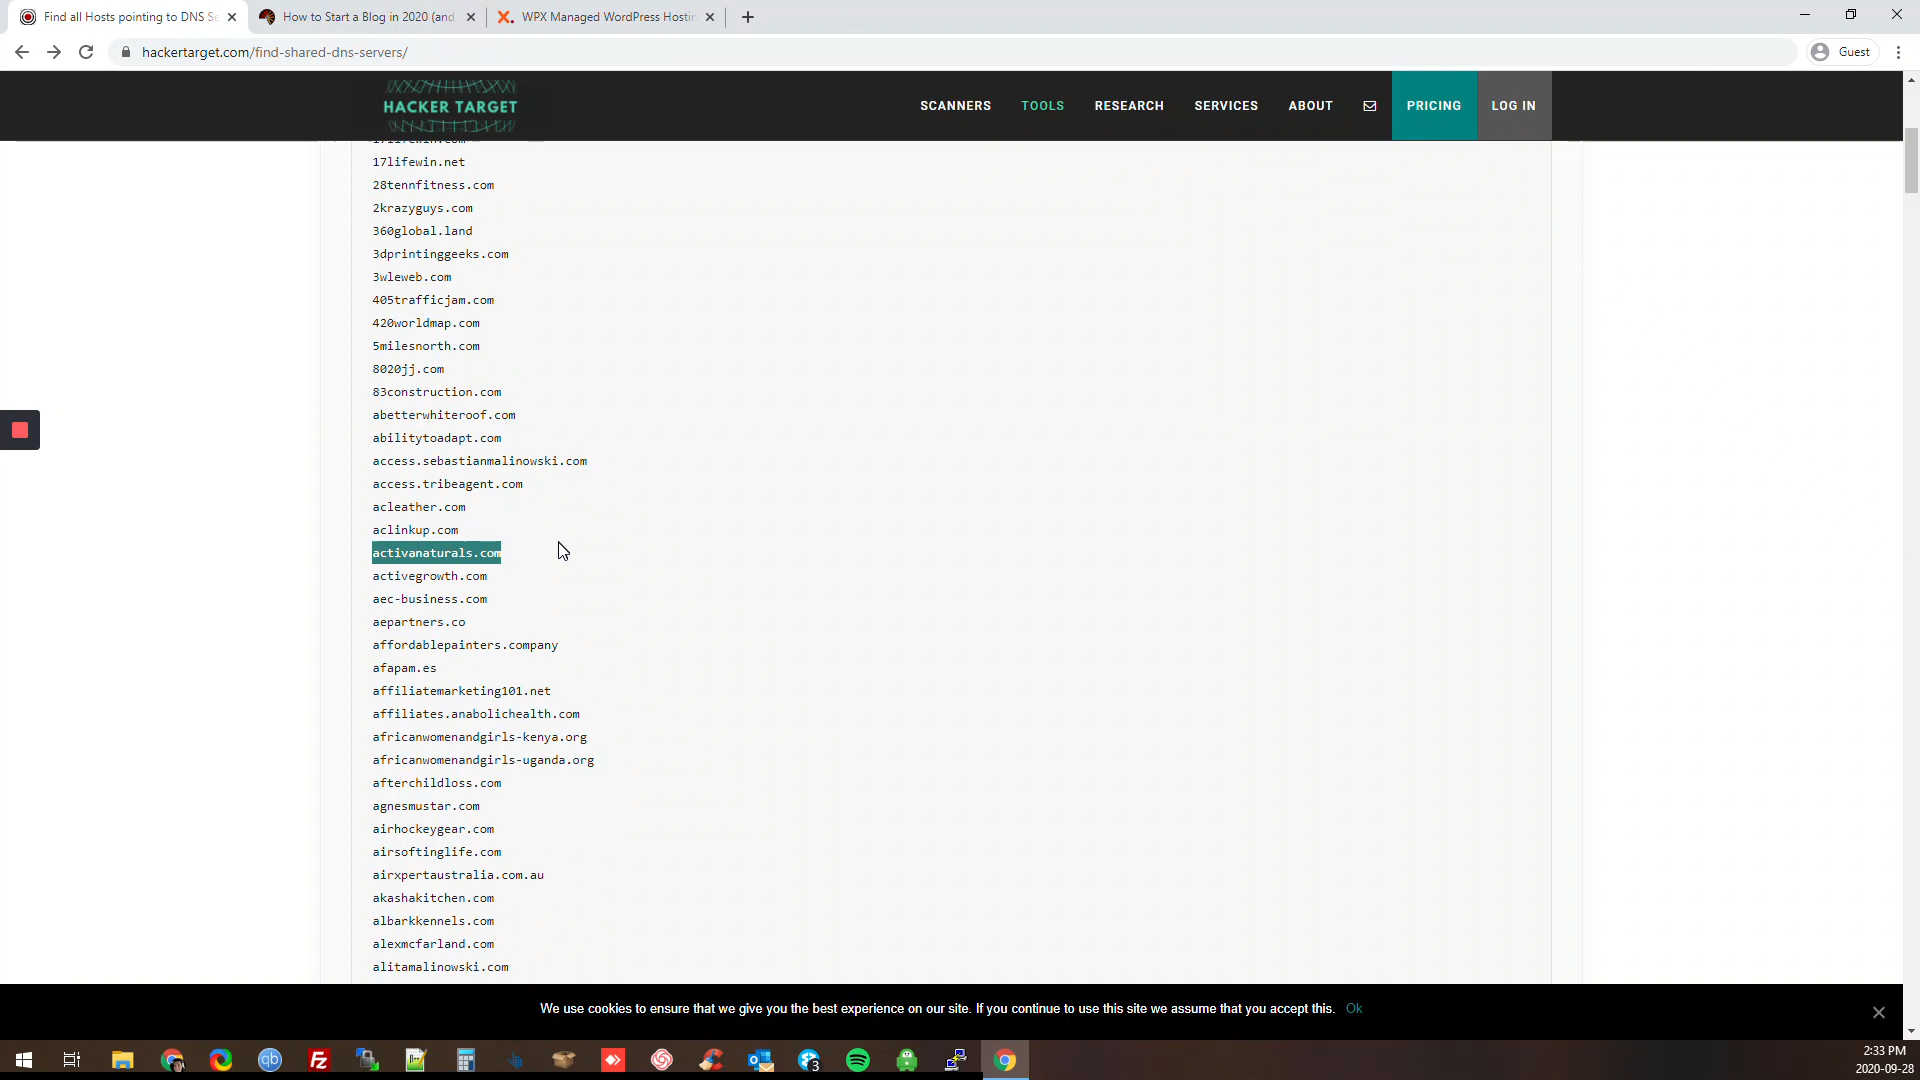 Find all Hosts pointing to DNS Se
How to Start a Blog in 2020 (and
WPX Managed WordPress Hostin
hackertarget.com/find-shared-dns-servers/
Guest
HACKER TARGET
SCANNERS
TOOLS
RESEARCH
SERVICES
ABOUT
PRICING
LOG IN
17lifewin.com
17lifewin.net
28tennfitness.com
2krazyguys.com
360global.land
3dprintinggeeks.com
3wleweb.com
405trafficjam.com
420worldmap.com
5milesnorth.com
8020jj.com
83construction.com
abetterwhiteroof.com
abilitytoadapt.com
access.sebastianmalinowski.com
access.tribeagent.com
acleather.com
aclinkup.com
activanaturals.com
activegrowth.com
aec-business.com
aepartners.co
affordablepainters.company
afapam.es
affiliatemarketing101.net
affiliates.anabolichealth.com
africanwomenandgirls-kenya.org
africanwomenandgirls-uganda.org
afterchildloss.com
agnesmustar.com
airhockeygear.com
airsoftinglife.com
airxpertaustralia.com.au
akashakitchen.com
albarkkennels.com
alexmcfarland.com
alitamalinowski.com
We use cookies to ensure that we give you the best experience on our site. If you continue to use this site we assume that you accept this. Ok
qb
FZ
3
2:33 PM
2020-09-28